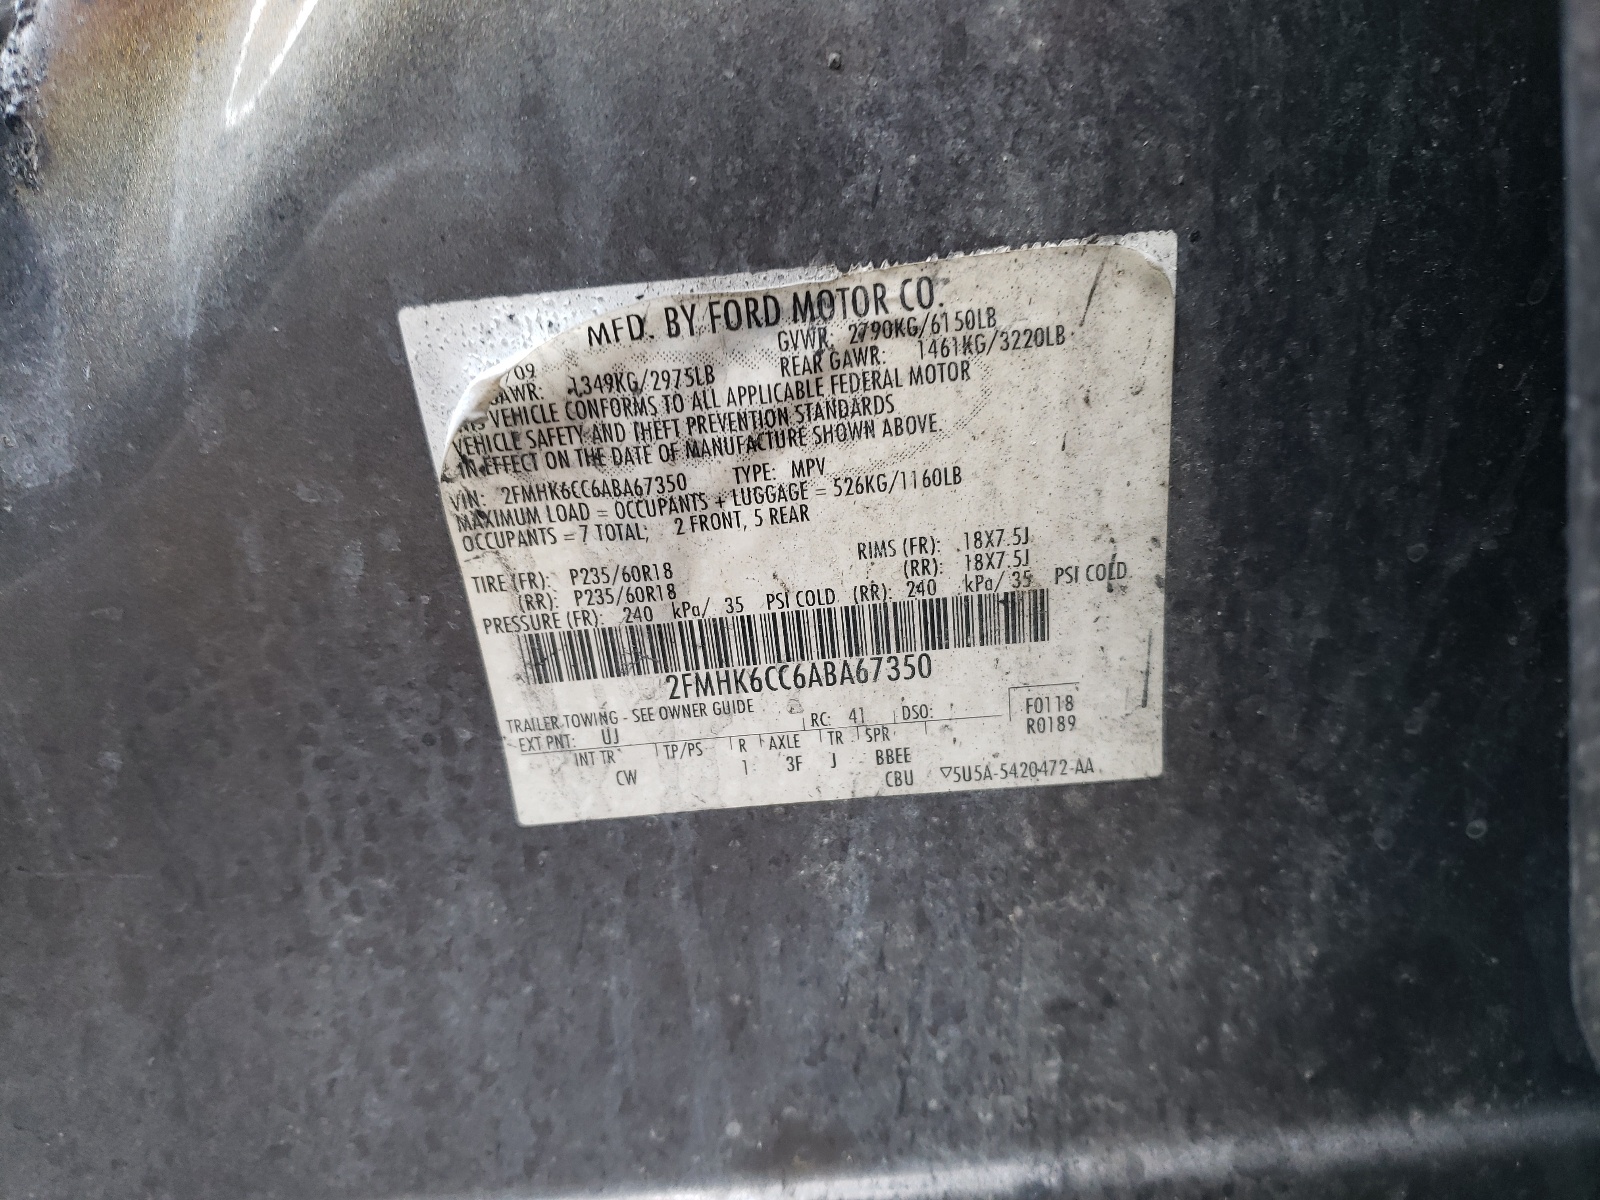 MFD. BY FORD MOTOR CO.
/09 GVWR: 2790KG/6150LB
GAWR: 1349KG/2975LB REAR GAWR: 1461KG/3220LB
VEHICLE CONFORMS TO ALL APPLICABLE FEDERAL MOTOR
VEHICLE SAFETY AND THEFT PREVENTION STANDARDS
IN EFFECT ON THE DATE OF MANUFACTURE SHOWN ABOVE.
VIN: 2FMHK6CC6ABA67350 TYPE: MPV
MAXIMUM LOAD = OCCUPANTS + LUGGAGE = 526KG/1160LB
OCCUPANTS = 7 TOTAL; 2 FRONT, 5 REAR
TIRE (FR): P235/60R18 RIMS (FR): 18X7.5J
(RR): P235/60R18 (RR): 18X7.5J
PRESSURE (FR): 240 kPa/ 35 PSI COLD (RR): 240 kPa/ 35 PSI COLD
2FMHK6CC6ABA67350
TRAILER TOWING - SEE OWNER GUIDE
EXT PNT: UJ RC: 41 DSO: F0118
R0189
INT TR TP/PS R AXLE TR SPR
CW 1 3F J BBEE
CBU ▽5U5A-5420472-AA